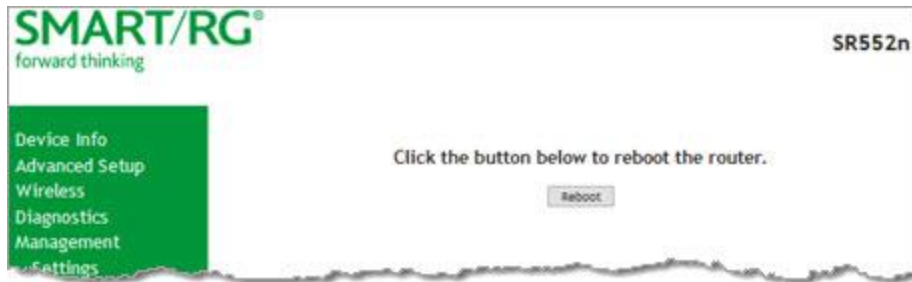 SMART/RG®
forward thinking
SR552n
Device Info
Advanced Setup
Wireless
Diagnostics
Management
Settings
Click the button below to reboot the router.
Reboot